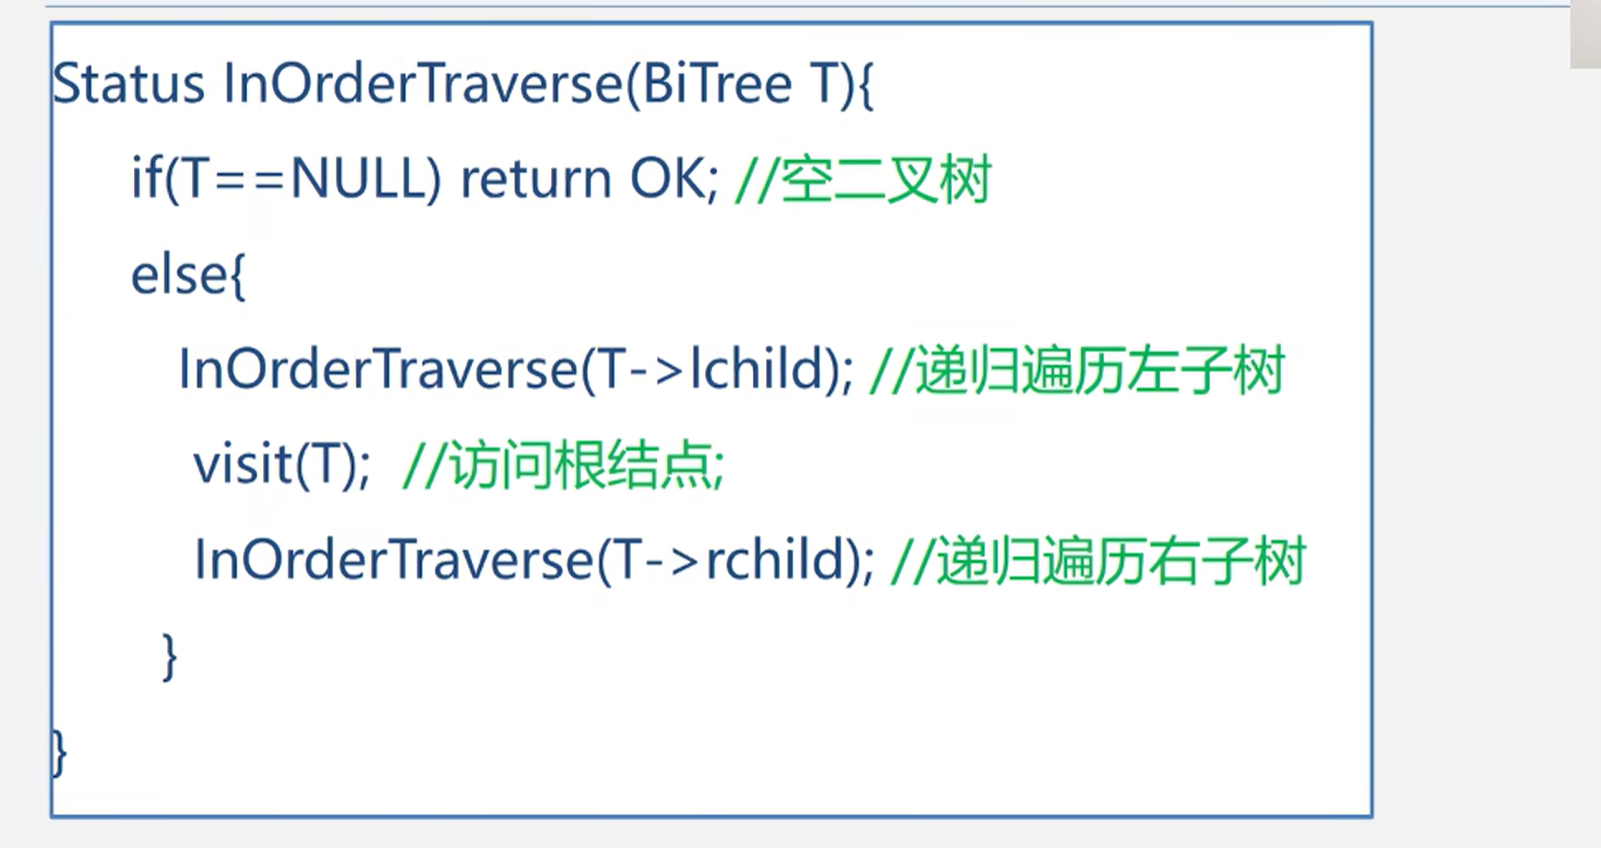 Status InOrderTraverse(BiTree T){
if(T==NULL) return OK; //空二叉树
else{
InOrderTraverse(T->lchild); //递归遍历左子树
visit(T); //访问根结点;
InOrderTraverse(T->rchild); //递归遍历右子树
}
}